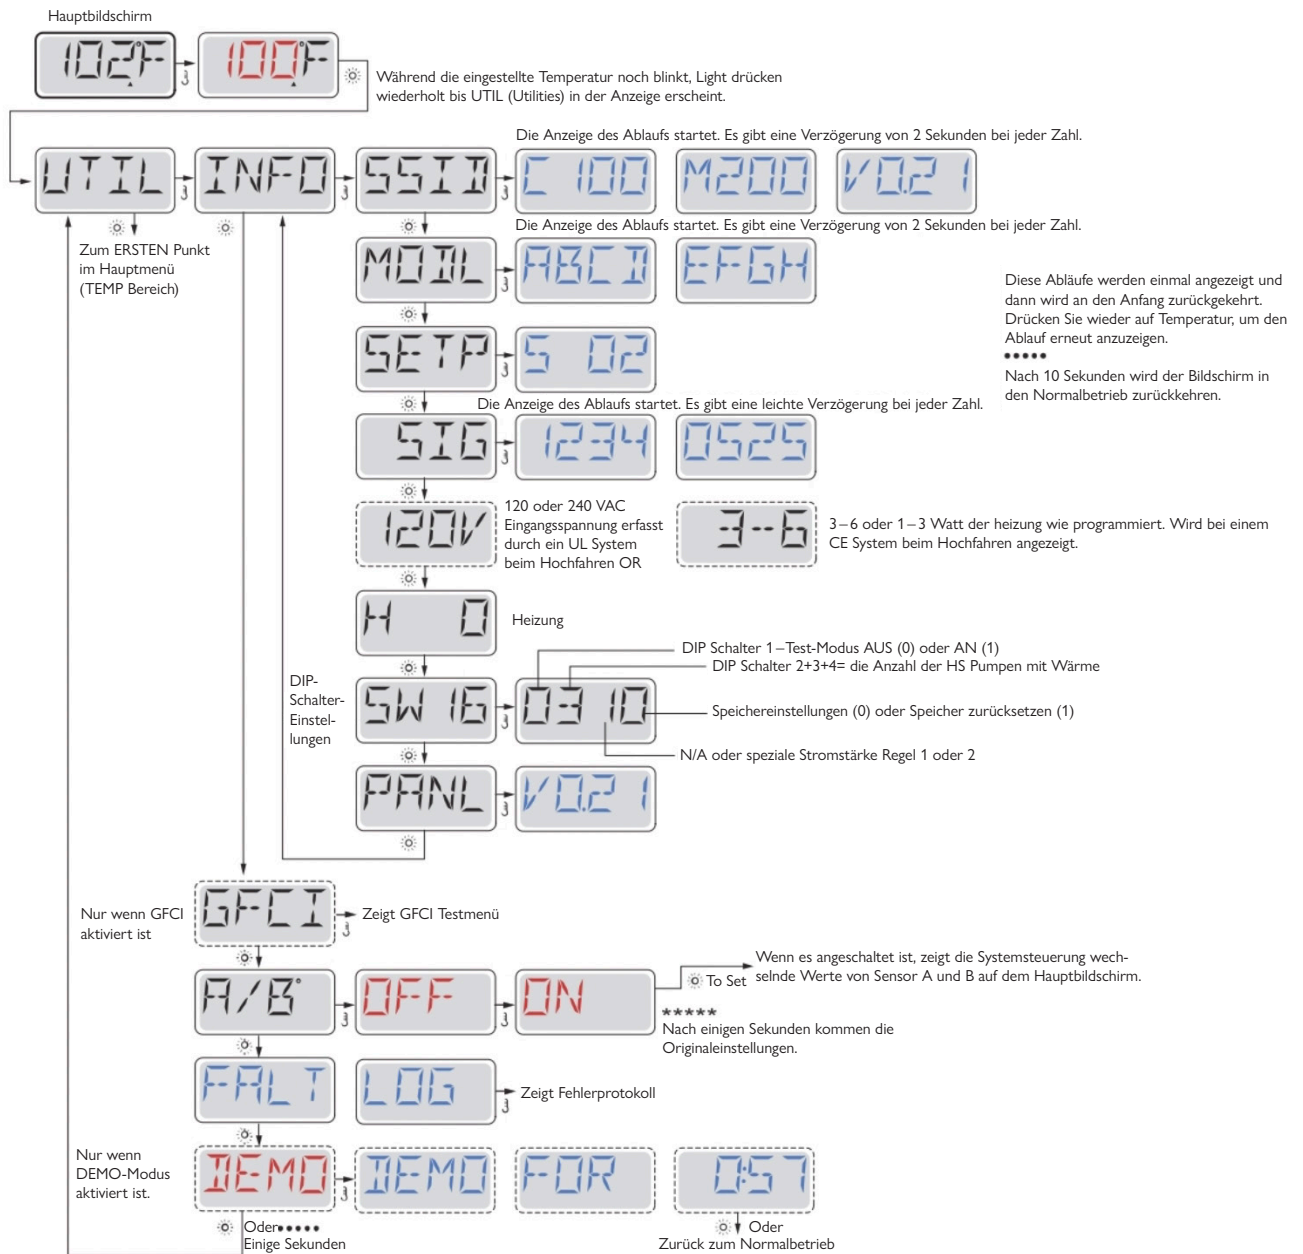 Hauptbildschirm
102°F
100°F
Während die eingestellte Temperatur noch blinkt, Light drücken
wiederholt bis UTIL (Utilities) in der Anzeige erscheint.
Die Anzeige des Ablaufs startet. Es gibt eine Verzögerung von 2 Sekunden bei jeder Zahl.
UTIL
INFO
SSID
C 100
M200
V 0.21
Zum ERSTEN Punkt
im Hauptmenü
(TEMP Bereich)
Die Anzeige des Ablaufs startet. Es gibt eine Verzögerung von 2 Sekunden bei jeder Zahl.
MODL
ABCD
EFGH
Diese Abläufe werden einmal angezeigt und
dann wird an den Anfang zurückgekehrt.
Drücken Sie wieder auf Temperatur, um den
Ablauf erneut anzuzeigen.
•••••
Nach 10 Sekunden wird der Bildschirm in
den Normalbetrieb zurückkehren.
SETP
S 02
Die Anzeige des Ablaufs startet. Es gibt eine leichte Verzögerung bei jeder Zahl.
SIG
1234
0525
120V
120 oder 240 VAC
Eingangsspannung erfasst
durch ein UL System
beim Hochfahren OR
3--6
3–6 oder 1–3 Watt der heizung wie programmiert. Wird bei einem
CE System beim Hochfahren angezeigt.
H 0
Heizung
DIP Schalter 1–Test-Modus AUS (0) oder AN (1)
DIP Schalter 2+3+4= die Anzahl der HS Pumpen mit Wärme
DIP-
Schalter-
Einstel-
lungen
SW 16
0310
Speichereinstellungen (0) oder Speicher zurücksetzen (1)
N/A oder speziale Stromstärke Regel 1 oder 2
PANL
V 0.21
Nur wenn GFCI
aktiviert ist
GFCI
Zeigt GFCI Testmenü
A/B°
OFF
ON
To Set
Wenn es angeschaltet ist, zeigt die Systemsteuerung wech-
selnde Werte von Sensor A und B auf dem Hauptbildschirm.
*****
Nach einigen Sekunden kommen die
Originaleinstellungen.
FALT
LOG
Zeigt Fehlerprotokoll
Nur wenn
DEMO-Modus
aktiviert ist.
DEMO
DEMO
FOR
0:57
Oder•••••
Einige Sekunden
Oder
Zurück zum Normalbetrieb